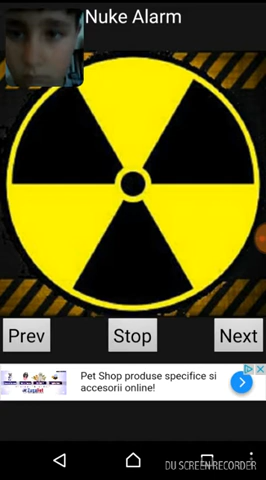 Nuke Alarm
Prev
Stop
Next
Pet Shop produse specifice si
accesorii online!
DU SCREEN RECORDER